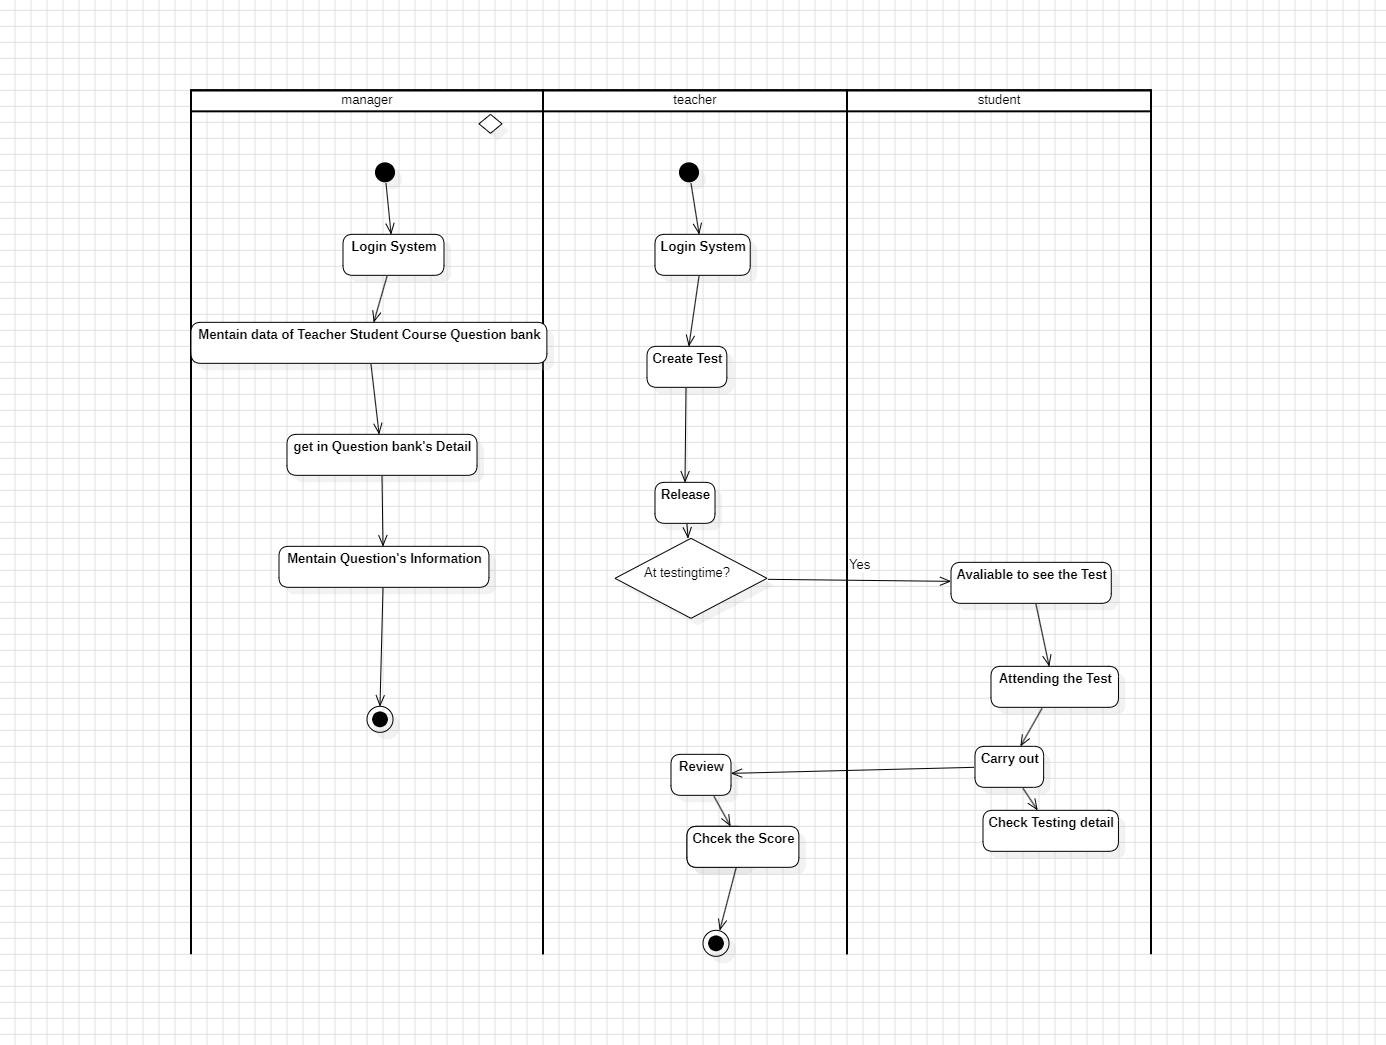 manager
teacher
student
Login System
Login System
Mentain data of Teacher Student Course Question bank
Create Test
get in Question bank's Detail
Release
Mentain Question's Information
At testingtime?
Yes
Avaliable to see the Test
Attending the Test
Carry out
Review
Check Testing detail
Chcek the Score